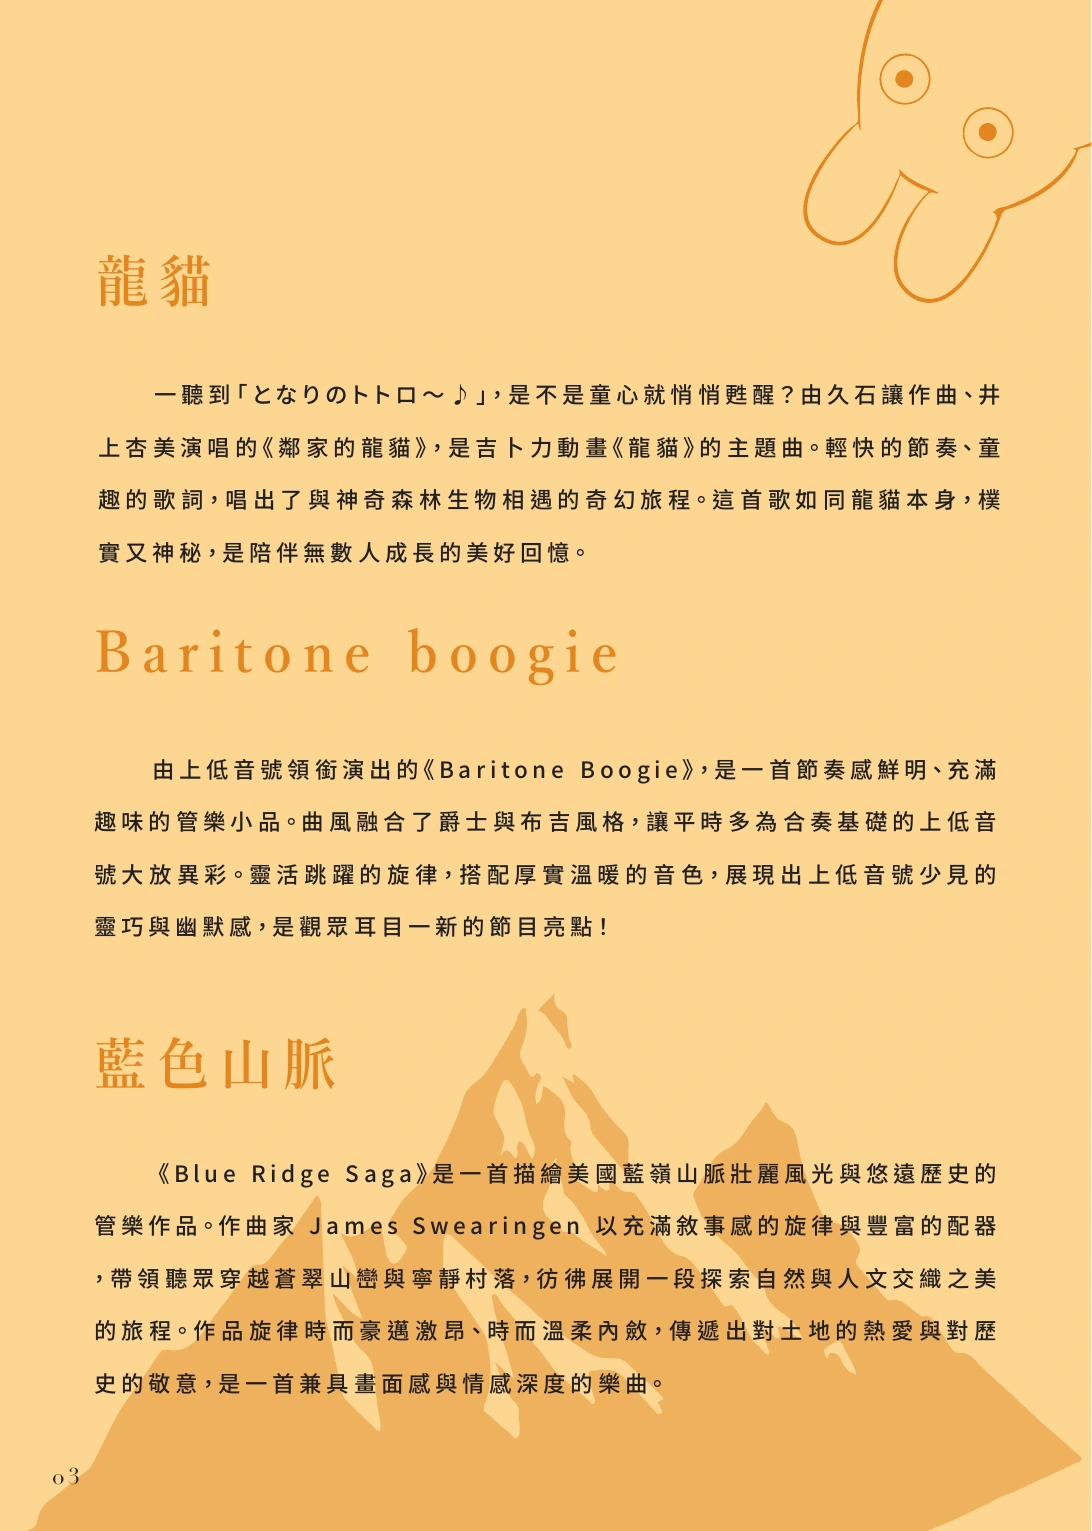 龍貓
一聽到「となりのトトロ～♪」，是不是童心就悄悄甦醒？由久石讓作曲、井
上杏美演唱的《鄰家的龍貓》，是吉卜力動畫《龍貓》的主題曲。輕快的節奏、童
趣的歌詞，唱出了與神奇森林生物相遇的奇幻旅程。這首歌如同龍貓本身，樸
實又神秘，是陪伴無數人成長的美好回憶。
Baritone boogie
由上低音號領銜演出的《Baritone Boogie》，是一首節奏感鮮明、充滿
趣味的管樂小品。曲風融合了爵士與布吉風格，讓平時多為合奏基礎的上低音
號大放異彩。靈活跳躍的旋律，搭配厚實溫暖的音色，展現出上低音號少見的
靈巧與幽默感，是觀眾耳目一新的節目亮點！
藍色山脈
《Blue Ridge Saga》是一首描繪美國藍嶺山脈壯麗風光與悠遠歷史的
管樂作品。作曲家 James Swearingen 以充滿敘事感的旋律與豐富的配器
，帶領聽眾穿越蒼翠山巒與寧靜村落，彷彿展開一段探索自然與人文交織之美
的旅程。作品旋律時而豪邁激昂、時而溫柔內斂，傳遞出對土地的熱愛與對歷
史的敬意，是一首兼具畫面感與情感深度的樂曲。
03